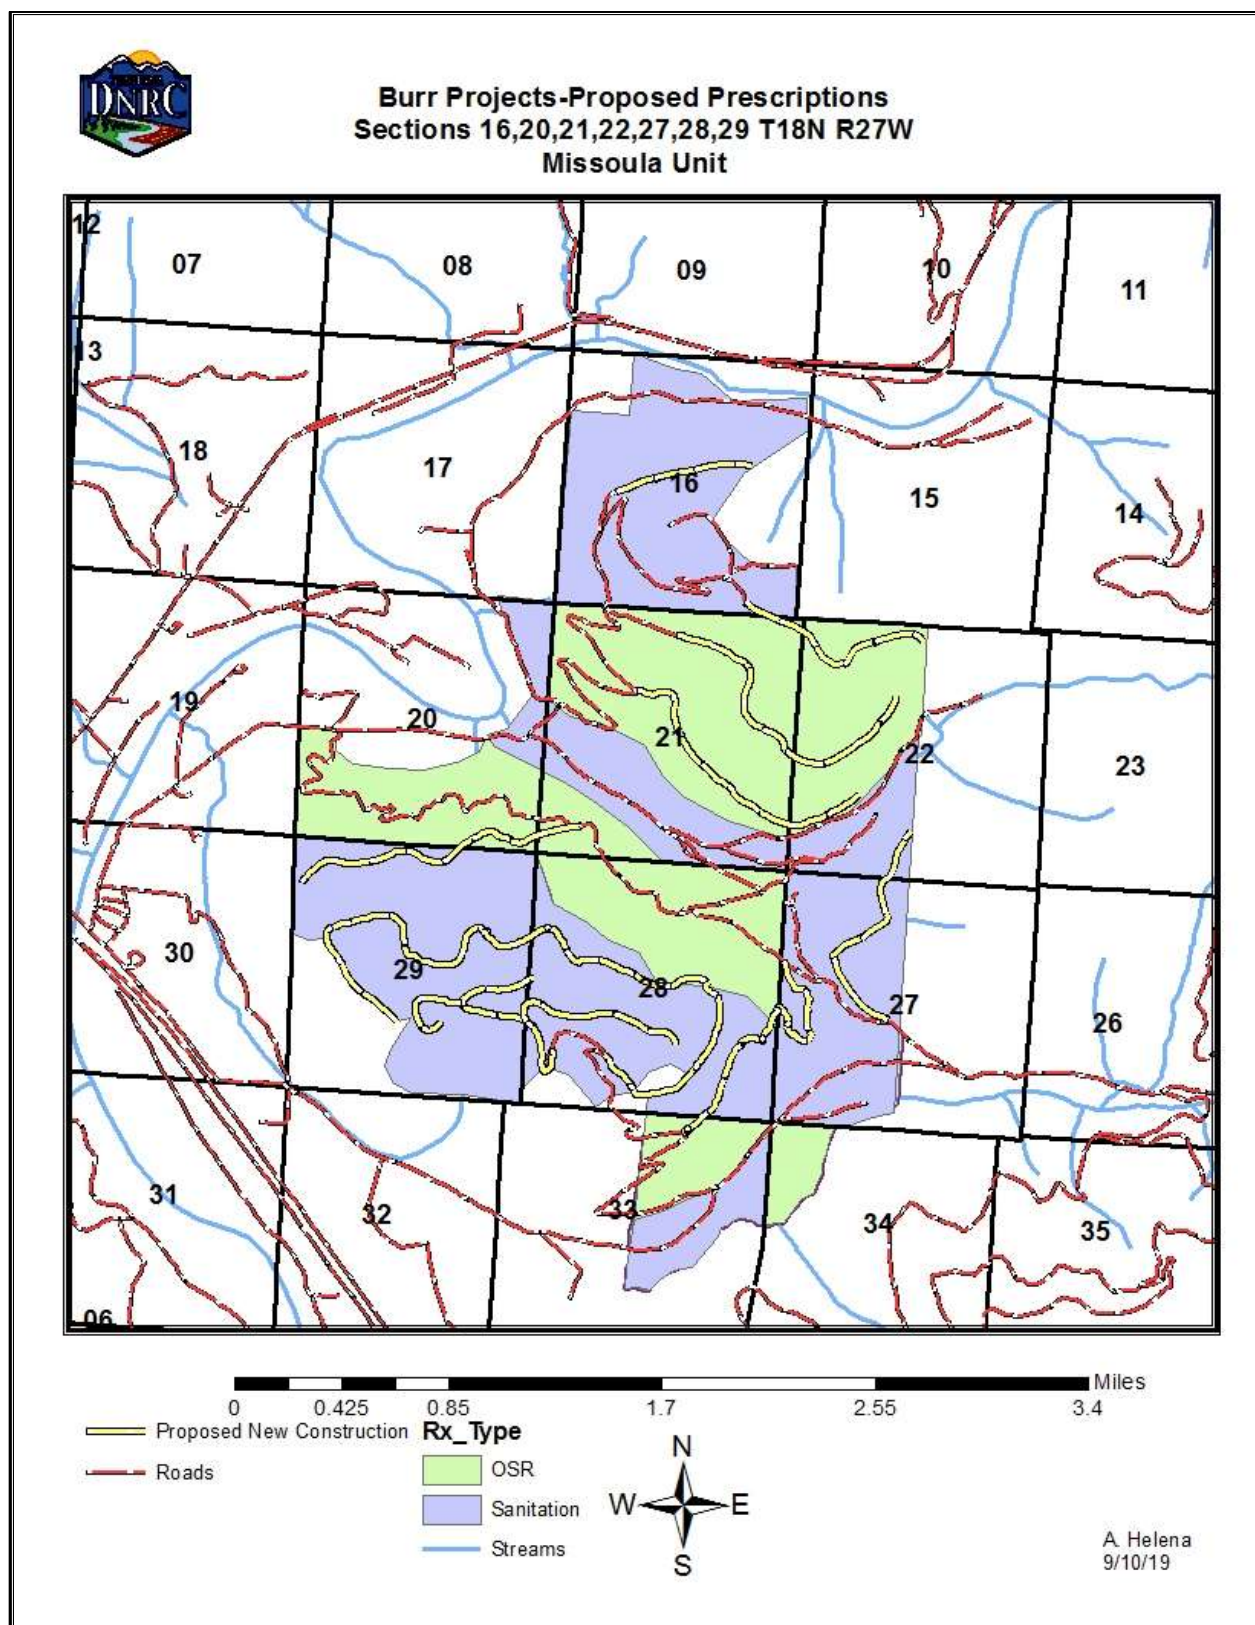 DNRC
Burr Projects-Proposed Prescriptions
Sections 16,20,21,22,27,28,29 T18N R27W
Missoula Unit
12
07
08
09
10
11
13
18
17
16
15
14
19
20
21
22
23
30
29
28
27
26
31
32
33
34
35
06
Miles
0 0.425 0.85 1.7 2.55 3.4
Proposed New Construction
Roads
Rx_Type
OSR
Sanitation
Streams
N
W E
S
A. Helena
9/10/19